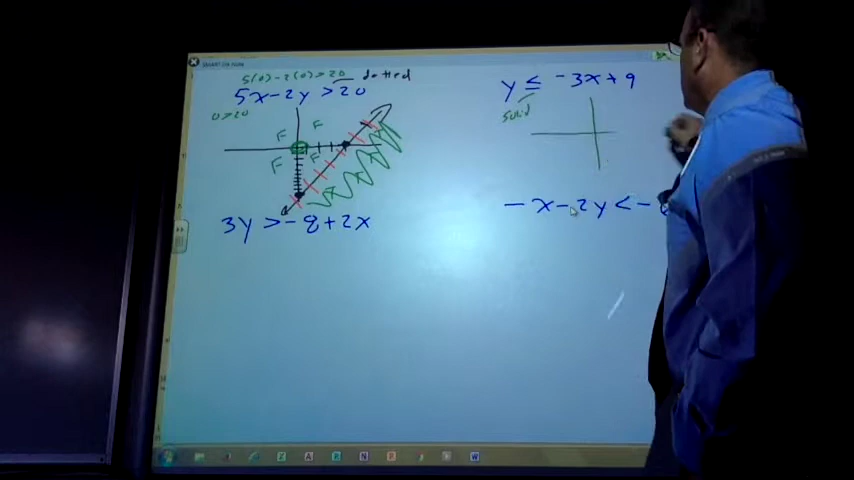 5(0)-2(0)>20 dotted
5x-2y >20
0>20
F F
F F
3y >-8+2x
y ≤ -3x+9
solid
-x-2y<-